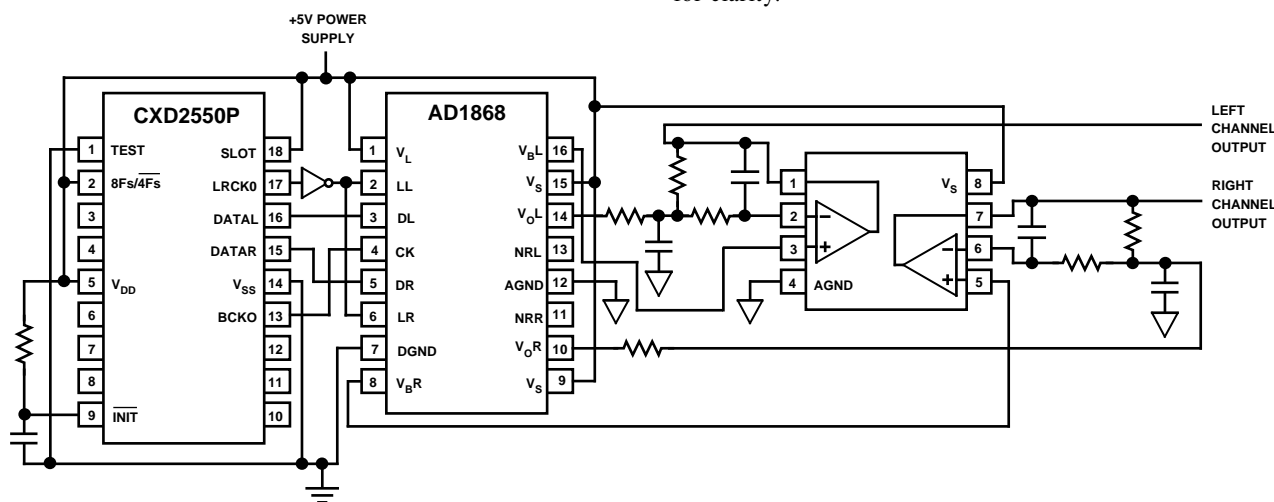 for clarity.
+5V POWER
SUPPLY
CXD2550P
1 TEST
2 8Fs/4Fs
3
4
5 VDD
6
7
8
9 INIT
SLOT 18
LRCK0 17
DATAL 16
DATAR 15
VSS 14
BCKO 13
12
11
10
AD1868
1 VL
2 LL
3 DL
4 CK
5 DR
6 LR
7 DGND
8 VBR
VBL 16
VS 15
VOL 14
NRL 13
AGND 12
NRR 11
VOR 10
VS 9
1
2 −
3 +
4 AGND
VS 8
7
− 6
+ 5
LEFT
CHANNEL
OUTPUT
RIGHT
CHANNEL
OUTPUT